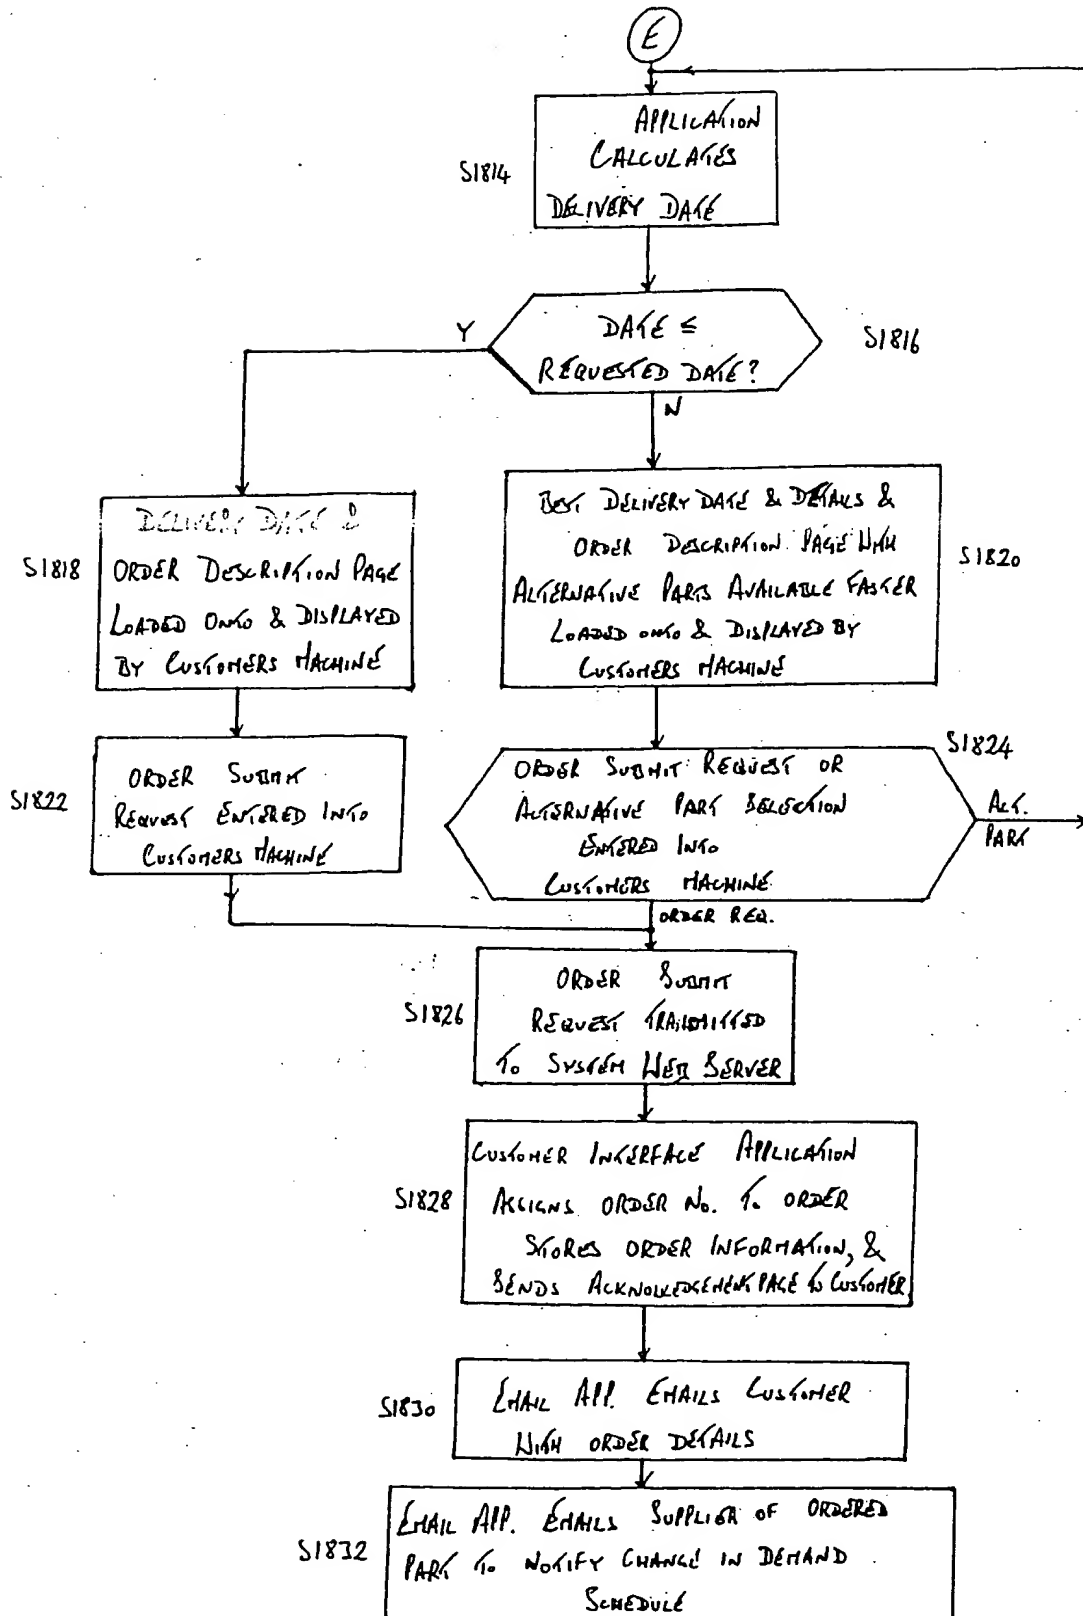 E
APPLICATION
CALCULATES
DELIVERY DATE
S1814
DATE ≤
REQUESTED DATE?
S1816
Y
N
DELIVERY DATE &
ORDER DESCRIPTION PAGE
LOADED ONTO & DISPLAYED
BY CUSTOMERS MACHINE
S1818
BEST DELIVERY DATE & DETAILS &
ORDER DESCRIPTION PAGE WITH
ALTERNATIVE PARTS AVAILABLE FASTER
LOADED ONTO & DISPLAYED BY
CUSTOMERS MACHINE
S1820
ORDER SUBMIT
REQUEST ENTERED INTO
CUSTOMERS MACHINE
S1822
ORDER SUBMIT REQUEST OR
ALTERNATIVE PART SELECTION
ENTERED INTO
CUSTOMERS MACHINE
S1824
ALT.
PART
ORDER REQ.
ORDER SUBMIT
REQUEST TRANSMITTED
TO SYSTEM WEB SERVER
S1826
CUSTOMER INTERFACE APPLICATION
ASSIGNS ORDER NO. TO ORDER
STORES ORDER INFORMATION, &
SENDS ACKNOWLEDGEMENT PAGE TO CUSTOMER
S1828
EMAIL APP. EMAILS CUSTOMER
WITH ORDER DETAILS
S1830
EMAIL APP. EMAILS SUPPLIER OF ORDERED
PART TO NOTIFY CHANGE IN DEMAND
SCHEDULE
S1832